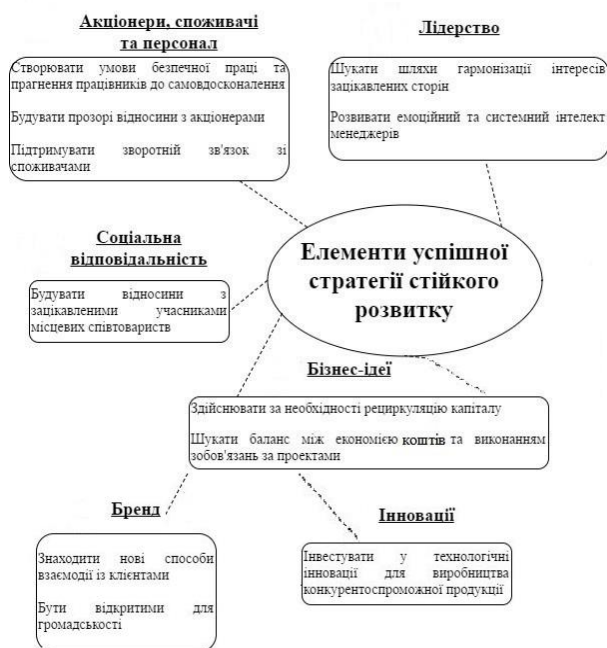 Акціонери, споживачі
та персонал
Створювати умови безпечної праці та
прагнення працівників до самовдосконалення
Будувати прозорі відносини з акціонерами
Підтримувати зворотній зв'язок зі
споживачами
Лідерство
Шукати шляхи гармонізації інтересів
зацікавлених сторін
Розвивати емоційний та системний інтелект
менеджерів
Елементи успішної
стратегії стійкого
розвитку
Соціальна
відповідальність
Будувати відносини з
зацікавленими учасниками
місцевих співтовариств
Бізнес-ідеї
Здійснювати за необхідності рециркуляцію капіталу
Шукати баланс між економією коштів та виконанням
зобов'язань за проектами
Бренд
Знаходити нові способи
взаємодії із клієнтами
Бути відкритими для
громадськості
Інновації
Інвестувати у технологічні
інновації для виробництва
конкурентоспроможної продукції